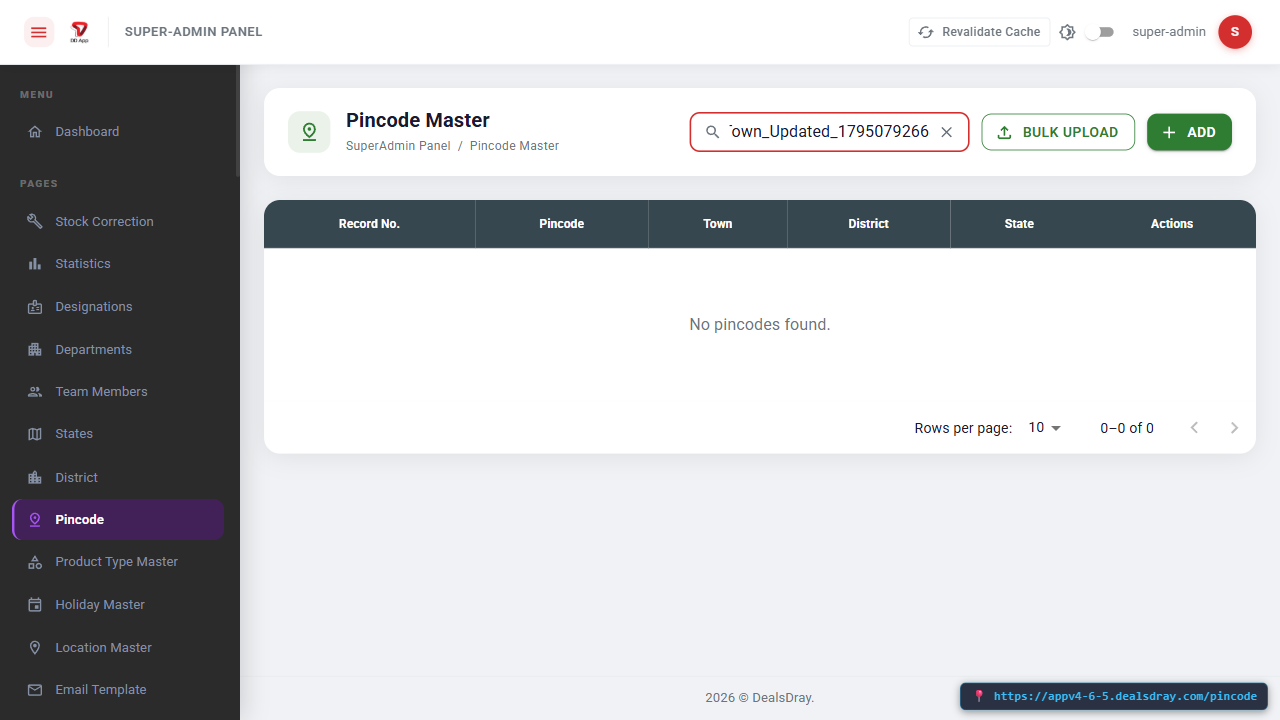 DD App
SUPER-ADMIN PANEL
Revalidate Cache
super-admin
S
MENU
Dashboard
PAGES
Stock Correction
Statistics
Designations
Departments
Team Members
States
District
Pincode
Product Type Master
Holiday Master
Location Master
Email Template
Pincode Master
SuperAdmin Panel / Pincode Master
Town_Updated_1795079266
BULK UPLOAD
ADD
Record No. Pincode Town District State Actions
No pincodes found.
Rows per page: 10 0–0 of 0
2026 © DealsDray.
https://appv4-6-5.dealsdray.com/pincode